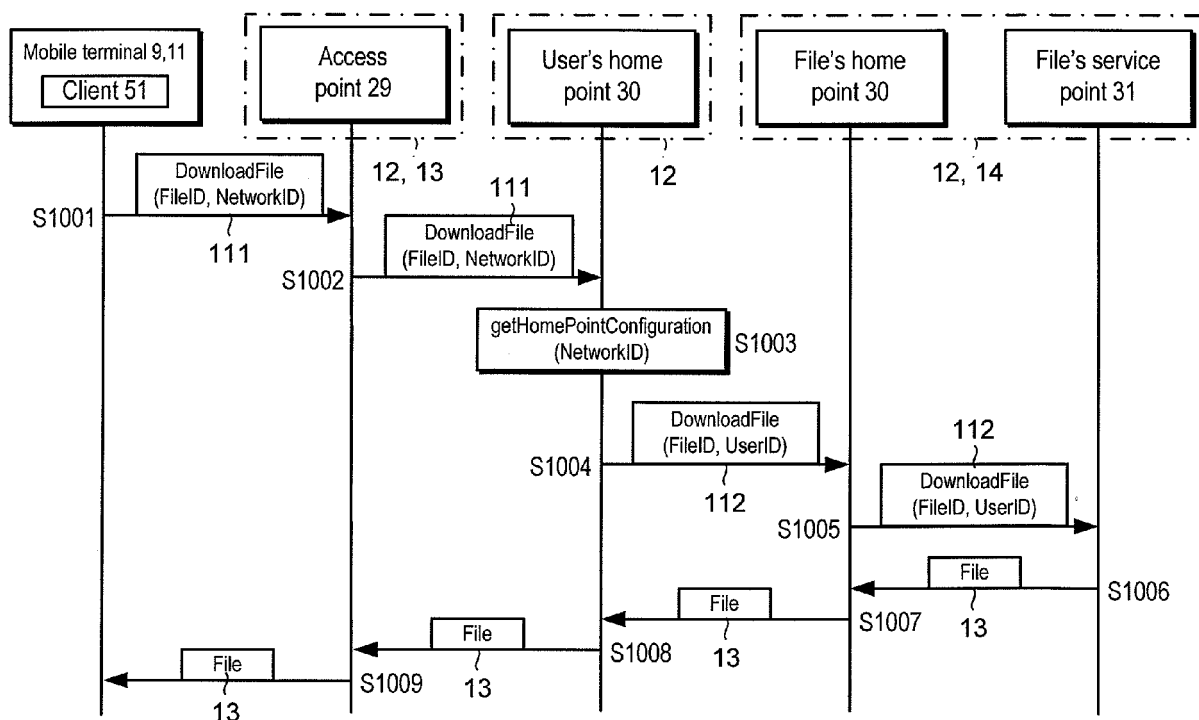 Mobile terminal 9,11
Client 51
Access
point 29
User's home
point 30
File's home
point 30
File's service
point 31
12, 13
12
12, 14
DownloadFile
(FileID, NetworkID)
S1001
111
111
DownloadFile
(FileID, NetworkID)
S1002
getHomePointConfiguration
(NetworkID)
S1003
DownloadFile
(FileID, UserID)
S1004
112
112
DownloadFile
(FileID, UserID)
S1005
File
S1006
13
File
S1007
13
File
S1008
13
File
S1009
13